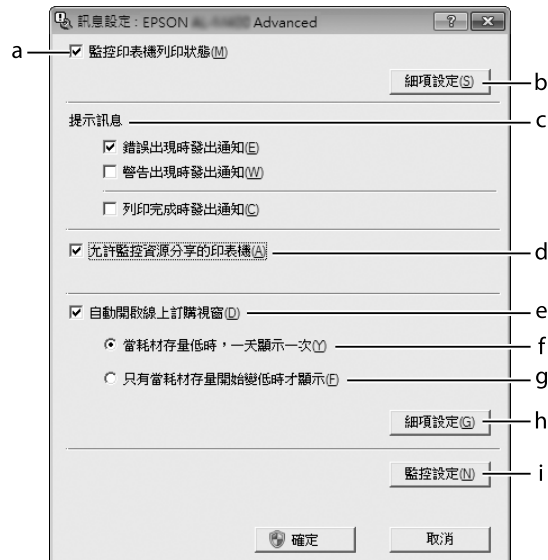 訊息設定 : EPSON Advanced
a 監控印表機列印狀態(M)
細項設定(S) b
提示訊息 c
錯誤出現時發出通知(E)
警告出現時發出通知(W)
列印完成時發出通知(C)
允許監控資源分享的印表機(A) d
自動開啟線上訂購視窗(D) e
當耗材存量低時，一天顯示一次(Y) f
只有當耗材存量開始變低時才顯示(F) g
細項設定(G) h
監控設定(N) i
確定 取消